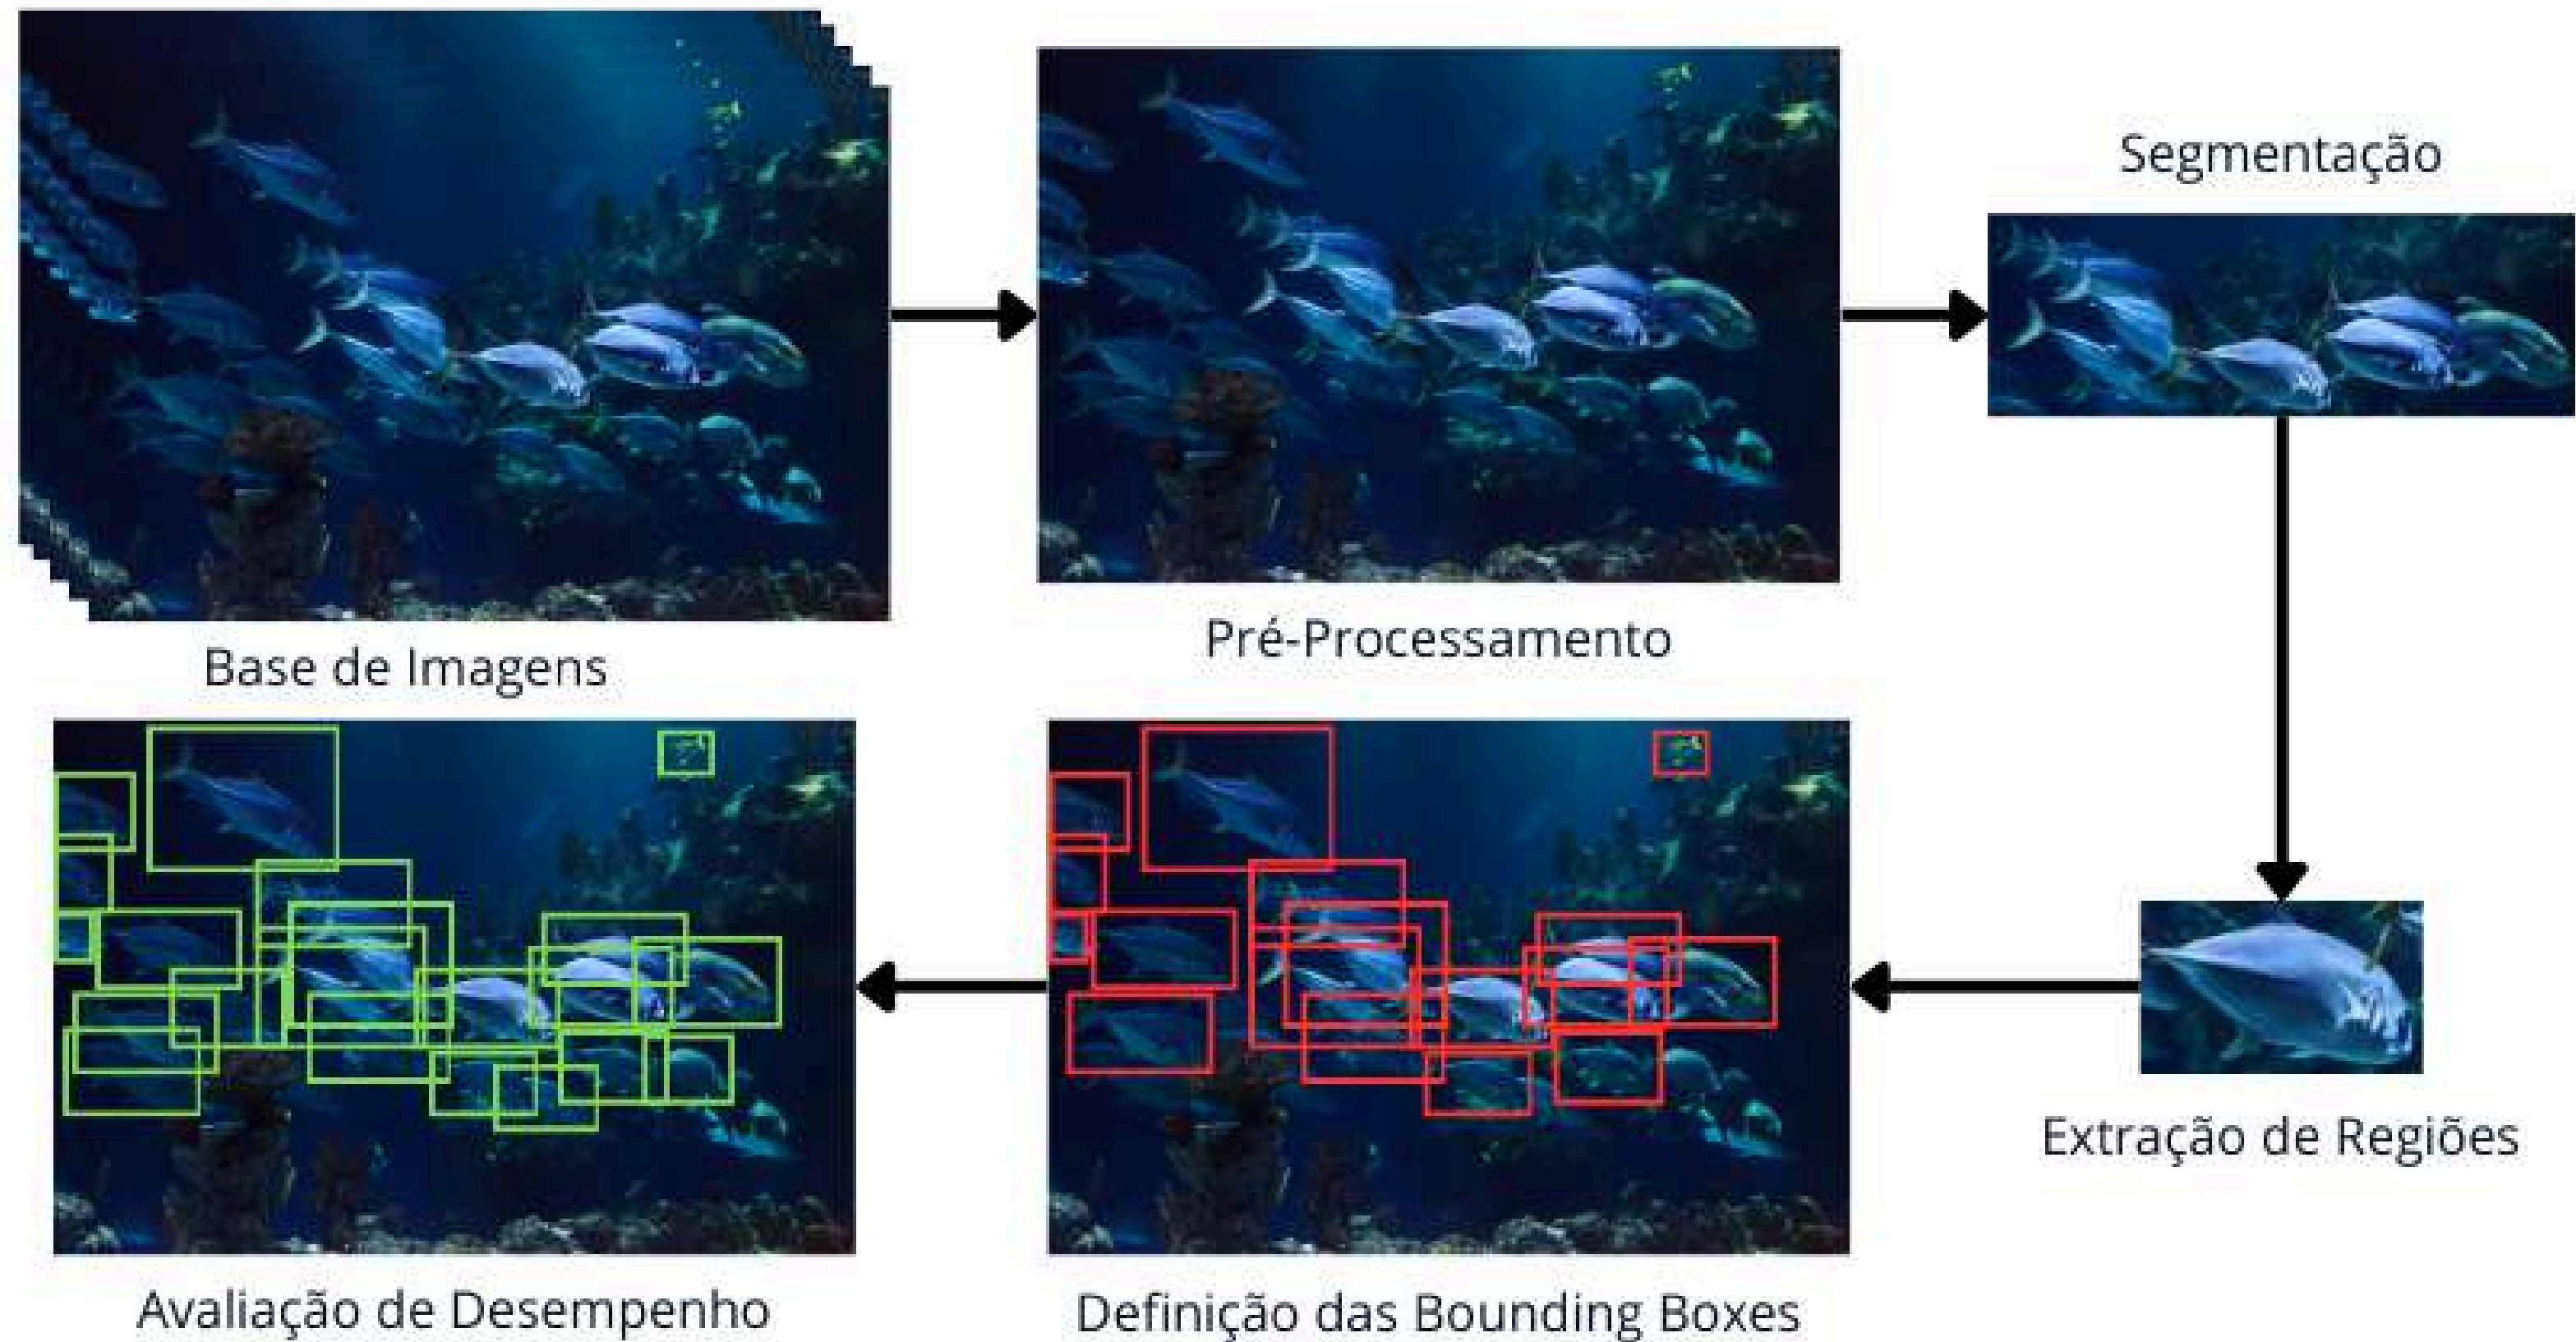 Base de Imagens
Pré-Processamento
Segmentação
Extração de Regiões
Definição das Bounding Boxes
Avaliação de Desempenho